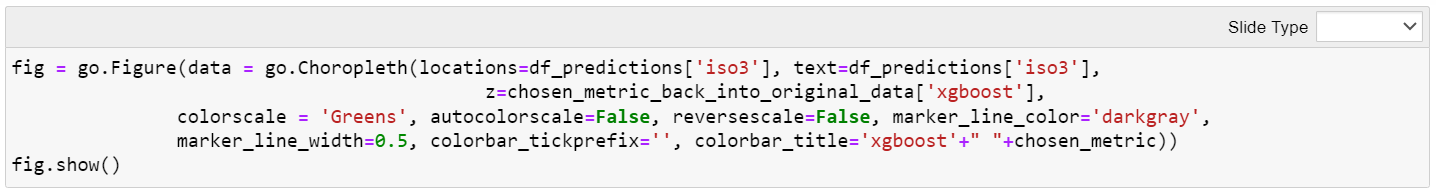 Slide Type
fig = go.Figure(data = go.Choropleth(locations=df_predictions['iso3'], text=df_predictions['iso3'],
z=chosen_metric_back_into_original_data['xgboost'],
colorscale = 'Greens', autocolorscale=False, reversescale=False, marker_line_color='darkgray',
marker_line_width=0.5, colorbar_tickprefix='', colorbar_title='xgboost'+" "+chosen_metric))
fig.show()